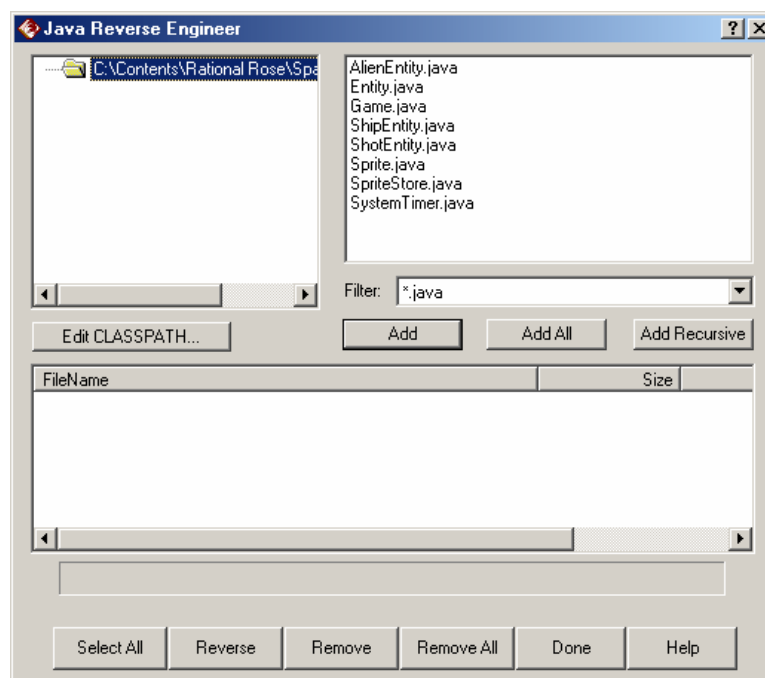 Java Reverse Engineer
C:\Contents\Rational Rose\Spa
AlienEntity.java
Entity.java
Game.java
ShipEntity.java
ShotEntity.java
Sprite.java
SpriteStore.java
SystemTimer.java
Filter: *.java
Edit CLASSPATH... Add Add All Add Recursive
FileName Size
Select All Reverse Remove Remove All Done Help